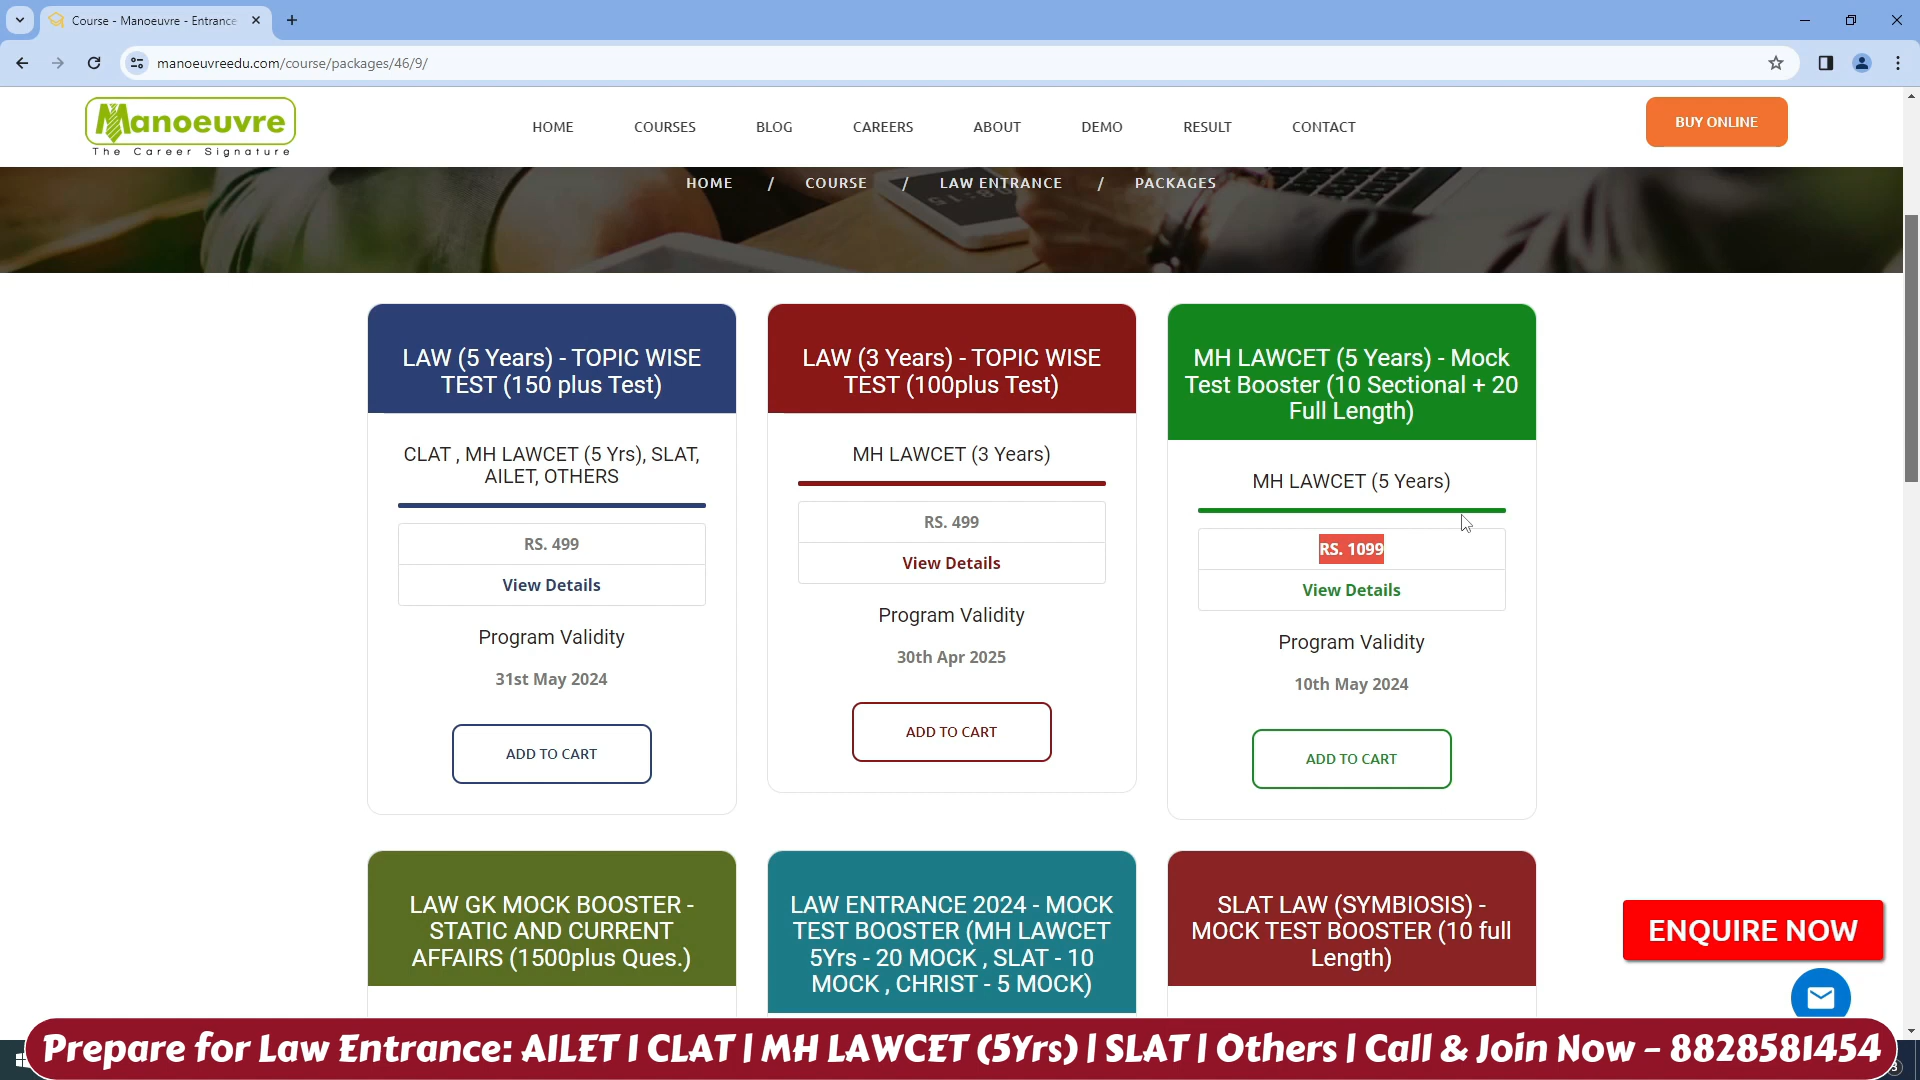 Course - Manoeuvre - Entrance
manoeuvreedu.com/course/packages/46/9/
Manoeuvre
The Career Signature
HOME
COURSES
BLOG
CAREERS
ABOUT
DEMO
RESULT
CONTACT
BUY ONLINE
HOME / COURSE / LAW ENTRANCE / PACKAGES
LAW (5 Years) - TOPIC WISE
TEST (150 plus Test)
CLAT , MH LAWCET (5 Yrs), SLAT,
AILET, OTHERS
RS. 499
View Details
Program Validity
31st May 2024
ADD TO CART
LAW (3 Years) - TOPIC WISE
TEST (100plus Test)
MH LAWCET (3 Years)
RS. 499
View Details
Program Validity
30th Apr 2025
ADD TO CART
MH LAWCET (5 Years) - Mock
Test Booster (10 Sectional + 20
Full Length)
MH LAWCET (5 Years)
RS. 1099
View Details
Program Validity
10th May 2024
ADD TO CART
LAW GK MOCK BOOSTER -
STATIC AND CURRENT
AFFAIRS (1500plus Ques.)
LAW ENTRANCE 2024 - MOCK
TEST BOOSTER (MH LAWCET
5Yrs - 20 MOCK , SLAT - 10
MOCK , CHRIST - 5 MOCK)
SLAT LAW (SYMBIOSIS) -
MOCK TEST BOOSTER (10 full
Length)
ENQUIRE NOW
Prepare for Law Entrance: AILET | CLAT | MH LAWCET (5Yrs) | SLAT | Others | Call & Join Now - 8828581454